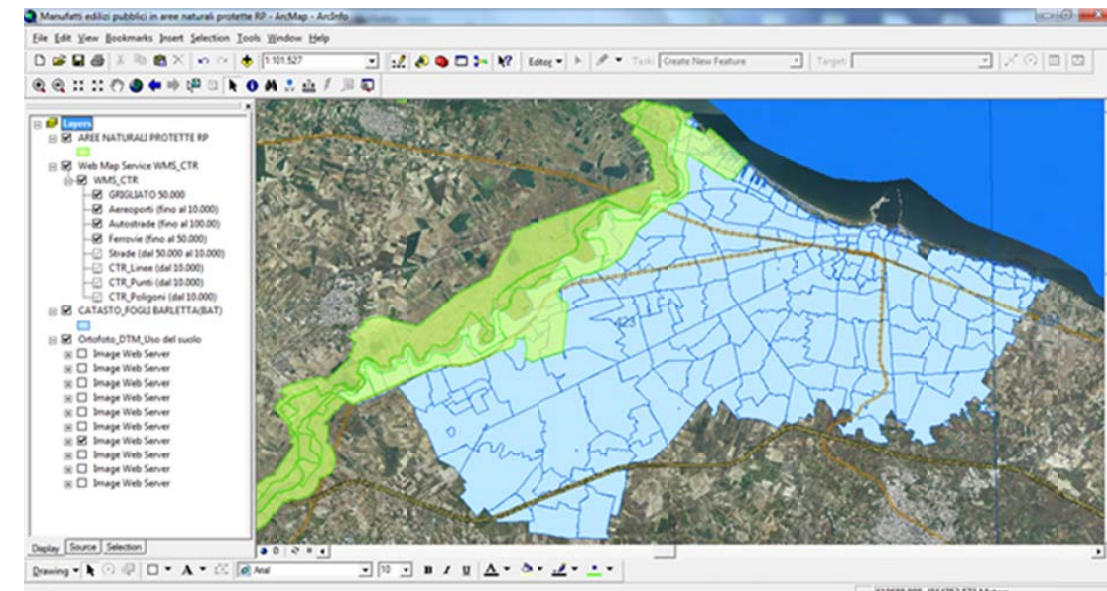 Manufatti edilizi pubblici in aree naturali protette RP - ArcMap - ArcInfo
File Edit View Bookmarks Insert Selection Tools Window Help
1:101.527 Editor Task: Create New Feature Target:
Layers
AREE NATURALI PROTETTE RP
Web Map Service WMS_CTR
WMS_CTR
GRIGLIATO 50.000
Aereoporti (fino al 10.000)
Autostrade (fino al 100.00)
Ferrovie (fino al 50.000)
Strade (dal 50.000 al 10.000)
CTR_Linee (dal 10.000)
CTR_Punti (dal 10.000)
CTR_Poligoni (dal 10.000)
CATASTO_FOGLI BARLETTA(BAT)
Ortofoto_DTM_Uso del suolo
Image Web Server
Image Web Server
Image Web Server
Image Web Server
Image Web Server
Image Web Server
Image Web Server
Image Web Server
Image Web Server
Image Web Server
423
Display Source Selection
Drawing A Arial 10 B I U A